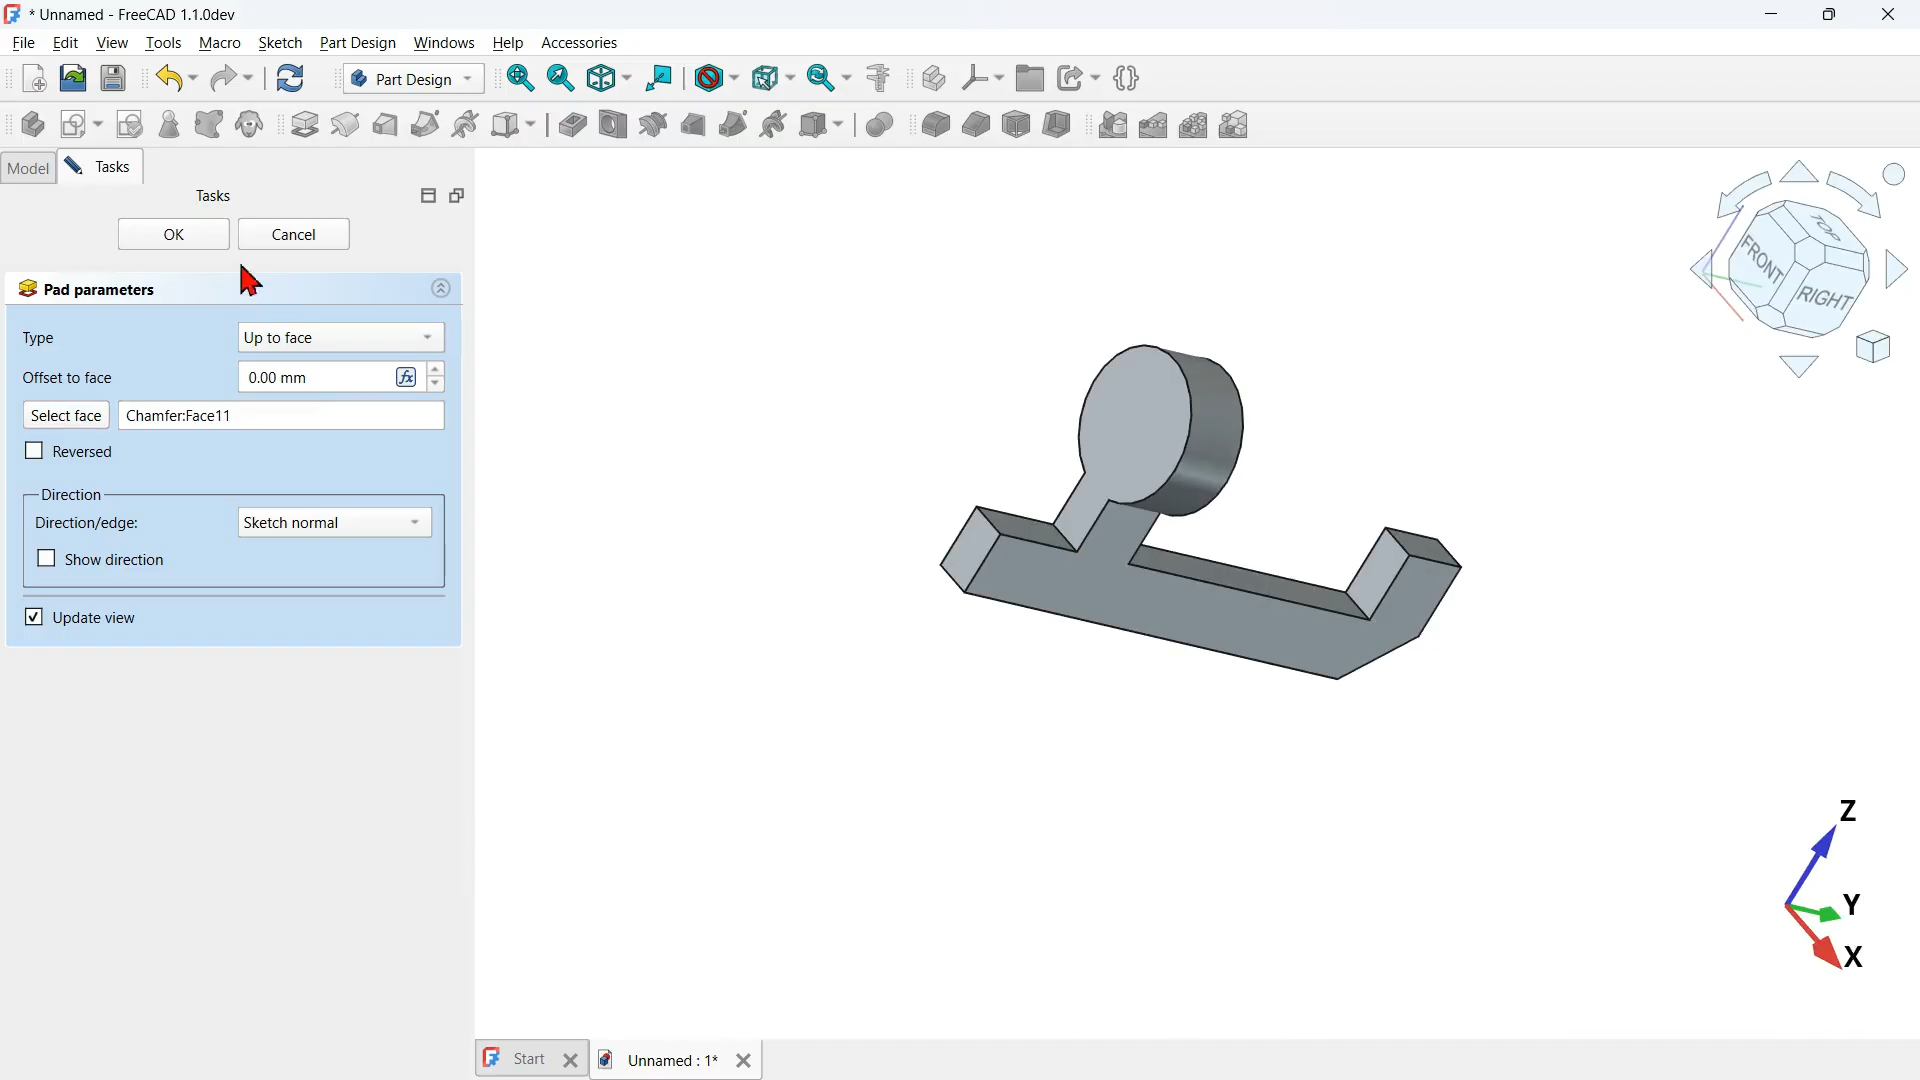 * Unnamed - FreeCAD 1.1.0dev
File Edit View Tools Macro Sketch Part Design Windows Help Accessories
Part Design
Model Tasks
Tasks
OK Cancel
Pad parameters
Type Up to face
Offset to face 0.00 mm fx
Select face Chamfer:Face11
Reversed
Direction
Direction/edge: Sketch normal
Show direction
Update view
TOP
FRONT
RIGHT
Z
Y
X
Start Unnamed : 1*